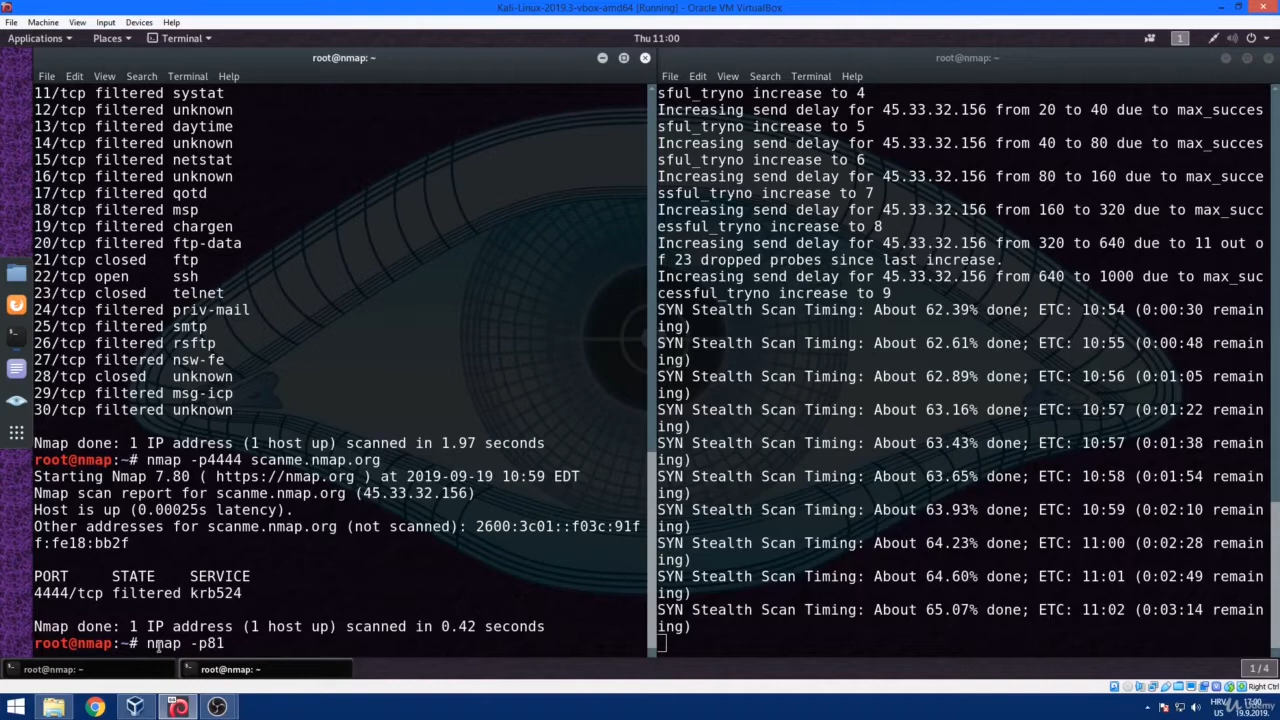 Kali-Linux-2019.3-vbox-amd64 [Running] - Oracle VM VirtualBox
File Machine View Input Devices Help
Applications Places Terminal Thu 11:00 1
root@nmap: ~
File Edit View Search Terminal Help
11/tcp filtered systat
12/tcp filtered unknown
13/tcp filtered daytime
14/tcp filtered unknown
15/tcp filtered netstat
16/tcp filtered unknown
17/tcp filtered qotd
18/tcp filtered msp
19/tcp filtered chargen
20/tcp filtered ftp-data
21/tcp closed ftp
22/tcp open ssh
23/tcp closed telnet
24/tcp filtered priv-mail
25/tcp filtered smtp
26/tcp filtered rsftp
27/tcp filtered nsw-fe
28/tcp closed unknown
29/tcp filtered msg-icp
30/tcp filtered unknown
Nmap done: 1 IP address (1 host up) scanned in 1.97 seconds
root@nmap:~# nmap -p4444 scanme.nmap.org
Starting Nmap 7.80 ( https://nmap.org ) at 2019-09-19 10:59 EDT
Nmap scan report for scanme.nmap.org (45.33.32.156)
Host is up (0.00025s latency).
Other addresses for scanme.nmap.org (not scanned): 2600:3c01::f03c:91f
f:fe18:bb2f
PORT STATE SERVICE
4444/tcp filtered krb524
Nmap done: 1 IP address (1 host up) scanned in 0.42 seconds
root@nmap:~# nmap -p81
root@nmap: ~
File Edit View Search Terminal Help
sful_tryno increase to 4
Increasing send delay for 45.33.32.156 from 20 to 40 due to max_succes
sful_tryno increase to 5
Increasing send delay for 45.33.32.156 from 40 to 80 due to max_succes
sful_tryno increase to 6
Increasing send delay for 45.33.32.156 from 80 to 160 due to max_succe
ssful_tryno increase to 7
Increasing send delay for 45.33.32.156 from 160 to 320 due to max_succ
essful_tryno increase to 8
Increasing send delay for 45.33.32.156 from 320 to 640 due to 11 out o
f 23 dropped probes since last increase.
Increasing send delay for 45.33.32.156 from 640 to 1000 due to max_suc
cessful_tryno increase to 9
SYN Stealth Scan Timing: About 62.39% done; ETC: 10:54 (0:00:30 remain
ing)
SYN Stealth Scan Timing: About 62.61% done; ETC: 10:55 (0:00:48 remain
ing)
SYN Stealth Scan Timing: About 62.89% done; ETC: 10:56 (0:01:05 remain
ing)
SYN Stealth Scan Timing: About 63.16% done; ETC: 10:57 (0:01:22 remain
ing)
SYN Stealth Scan Timing: About 63.43% done; ETC: 10:57 (0:01:38 remain
ing)
SYN Stealth Scan Timing: About 63.65% done; ETC: 10:58 (0:01:54 remain
ing)
SYN Stealth Scan Timing: About 63.93% done; ETC: 10:59 (0:02:10 remain
ing)
SYN Stealth Scan Timing: About 64.23% done; ETC: 11:00 (0:02:28 remain
ing)
SYN Stealth Scan Timing: About 64.60% done; ETC: 11:01 (0:02:49 remain
ing)
SYN Stealth Scan Timing: About 65.07% done; ETC: 11:02 (0:03:14 remain
ing)
root@nmap: ~ root@nmap: ~ 1 / 4
Right Ctrl
HRV 17:00
US 19.9.2019.
Udemy